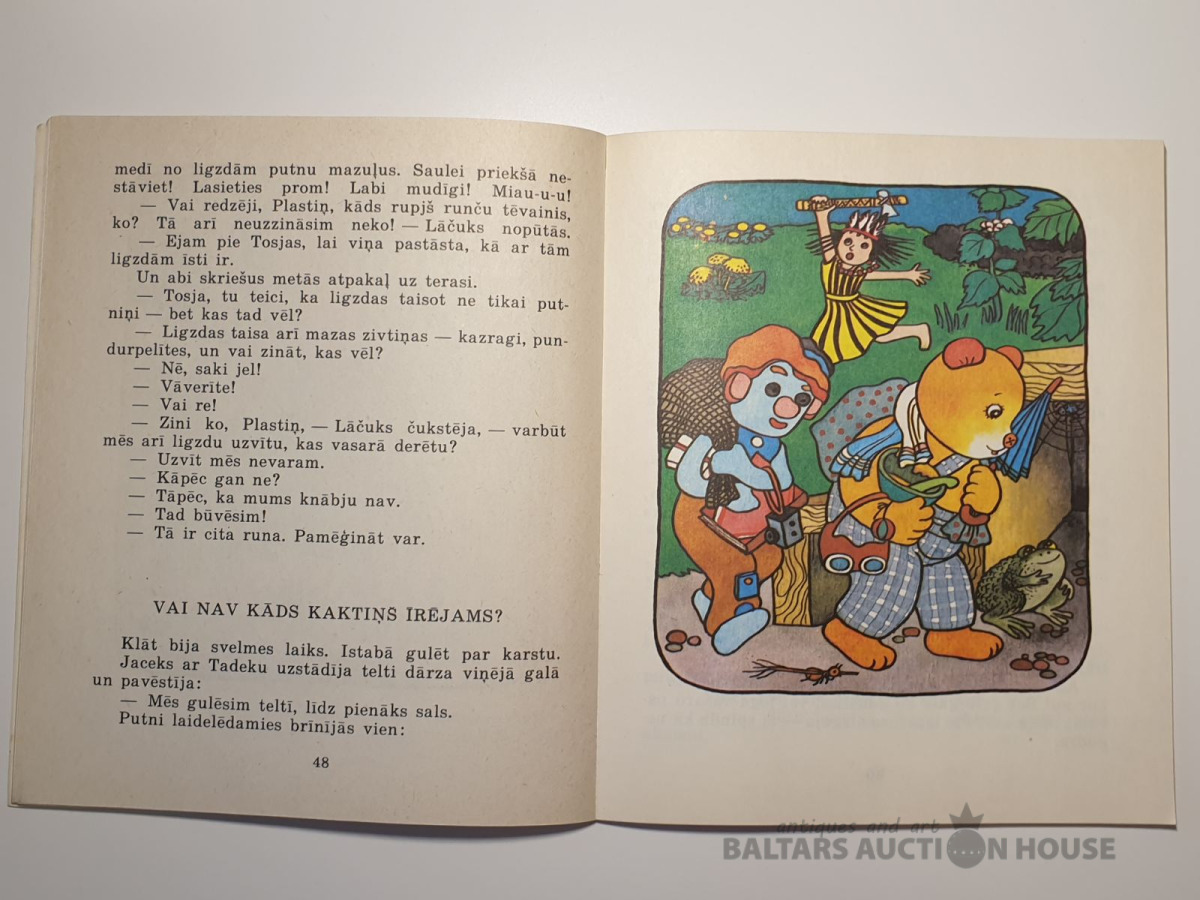 medī no ligzdām putnu mazuļus. Saulei priekšā ne-
stāviet! Lasieties prom! Labi mudīgi! Miau-u-u!
— Vai redzēji, Plastiņ, kāds rupjš runču tēvainis,
ko? Tā arī neuzzināsim neko! — Lāčuks nopūtās.
— Ejam pie Tosjas, lai viņa pastāsta, kā ar tām
ligzdām īsti ir.
Un abi skriešus metās atpakaļ uz terasi.
— Tosja, tu teici, ka ligzdas taisot ne tikai put-
niņi — bet kas tad vēl?
— Ligzdas taisa arī mazas zivtiņas — kazragi, pun-
durpelītes, un vai zināt, kas vēl?
— Nē, saki jel!
— Vāverīte!
— Vai re!
— Zini ko, Plastiņ, — Lāčuks čukstēja, — varbūt
mēs arī ligzdu uzvītu, kas vasarā derētu?
— Uzvīt mēs nevaram.
— Kāpēc gan ne?
— Tāpēc, ka mums knābju nav.
— Tad būvēsim!
— Tā ir cita runa. Pamēģināt var.
VAI NAV KĀDS KAKTIŅŠ ĪRĒJAMS?
Klāt bija svelmes laiks. Istabā gulēt par karstu.
Jaceks ar Tadeku uzstādīja telti dārza viņējā galā
un pavēstīja:
— Mēs gulēsim teltī, līdz pienāks sals.
Putni laidelēdamies brīnījās vien:
48
antiques and art
BALTARS AUCTION HOUSE